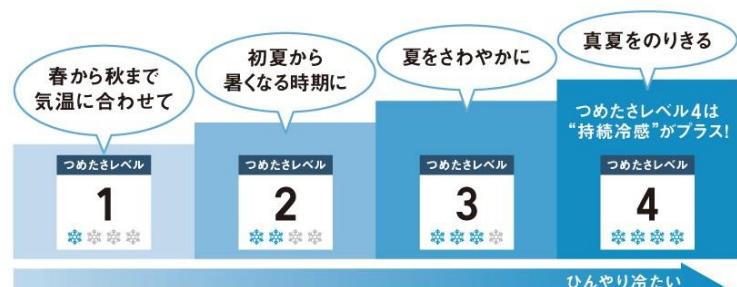 春から秋まで
気温に合わせて
初夏から
暑くなる時期に
夏をさわやかに
真夏をのりきる
つめたさレベル4は
“持続冷感”がプラス!
つめたさレベル
1
つめたさレベル
2
つめたさレベル
3
つめたさレベル
4
ひんやり冷たい